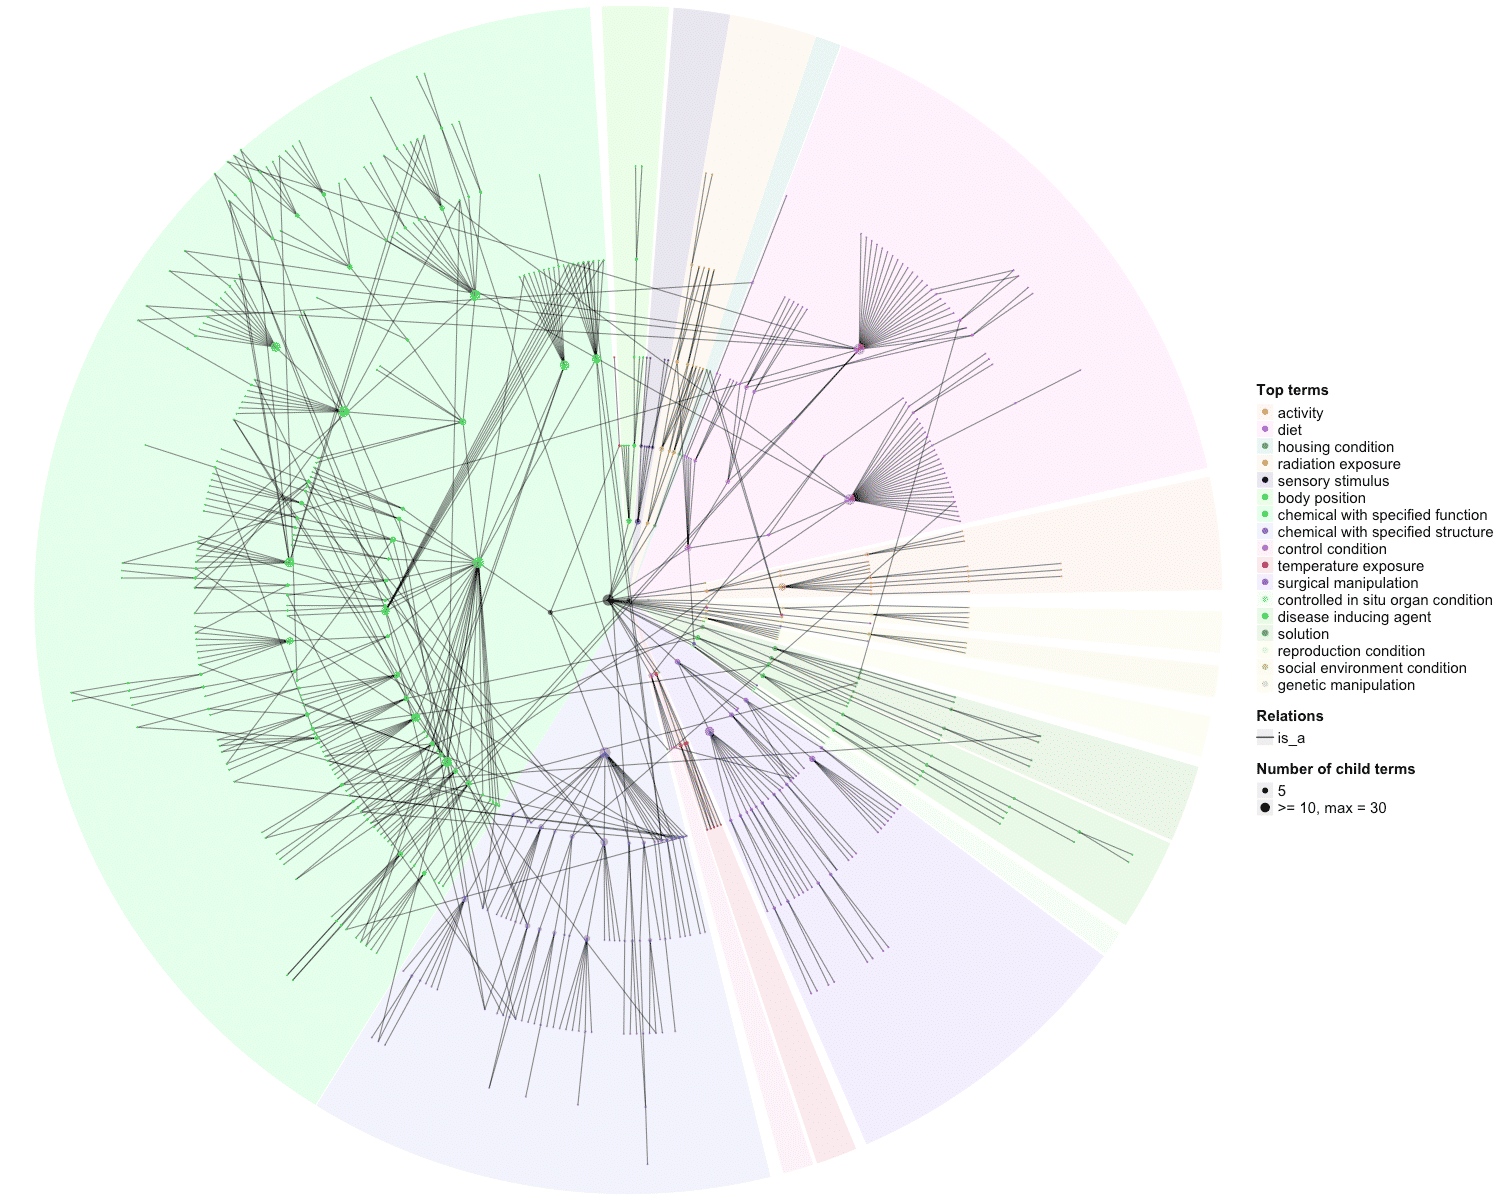 Top terms
activity
diet
housing condition
radiation exposure
sensory stimulus
body position
chemical with specified function
chemical with specified structure
control condition
temperature exposure
surgical manipulation
controlled in situ organ condition
disease inducing agent
solution
reproduction condition
social environment condition
genetic manipulation
Relations
is_a
Number of child terms
5
>= 10, max = 30